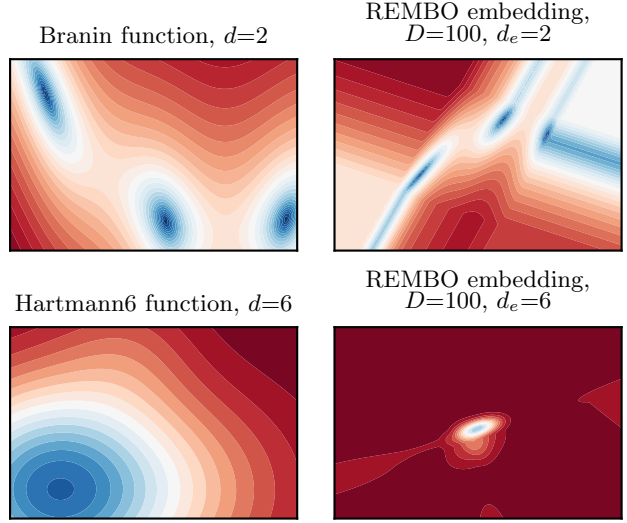 Branin function, d=2
REMBO embedding,
D=100, dₑ=2
Hartmann6 function, d=6
REMBO embedding,
D=100, dₑ=6